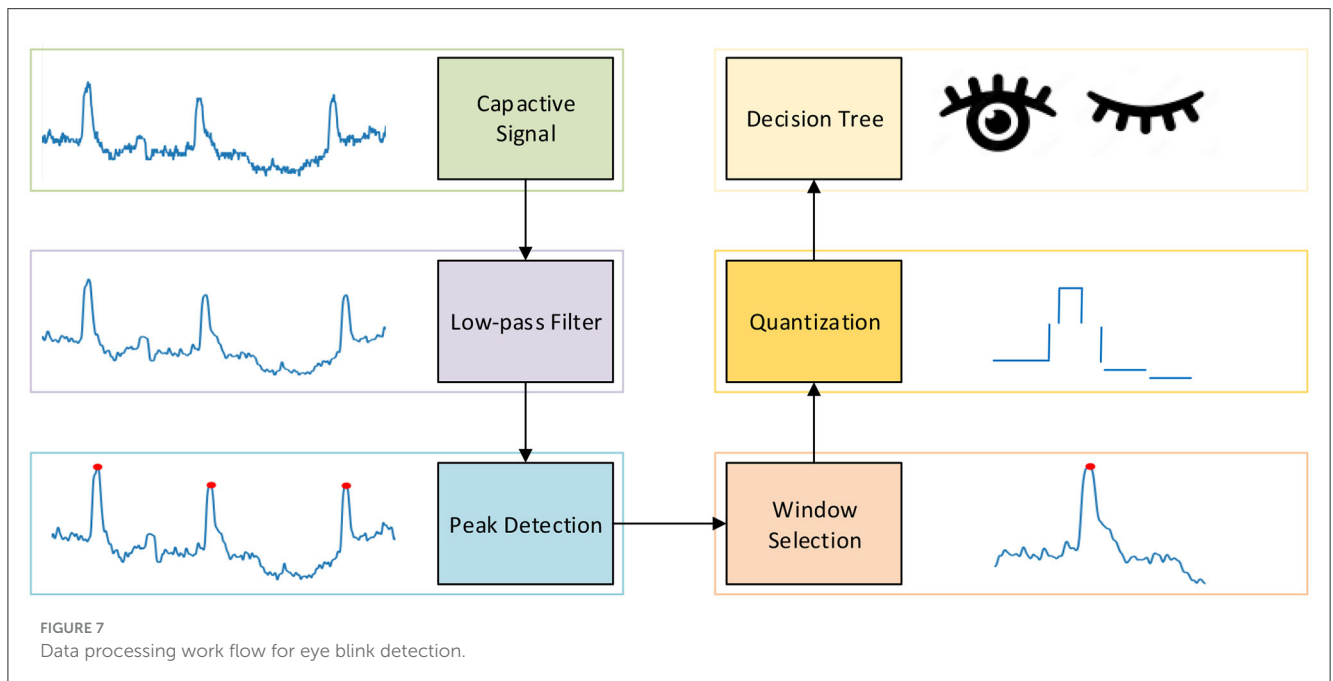 Capactive
Signal
Low-pass Filter
Peak Detection
Window
Selection
Quantization
Decision Tree
FIGURE 7
Data processing work flow for eye blink detection.